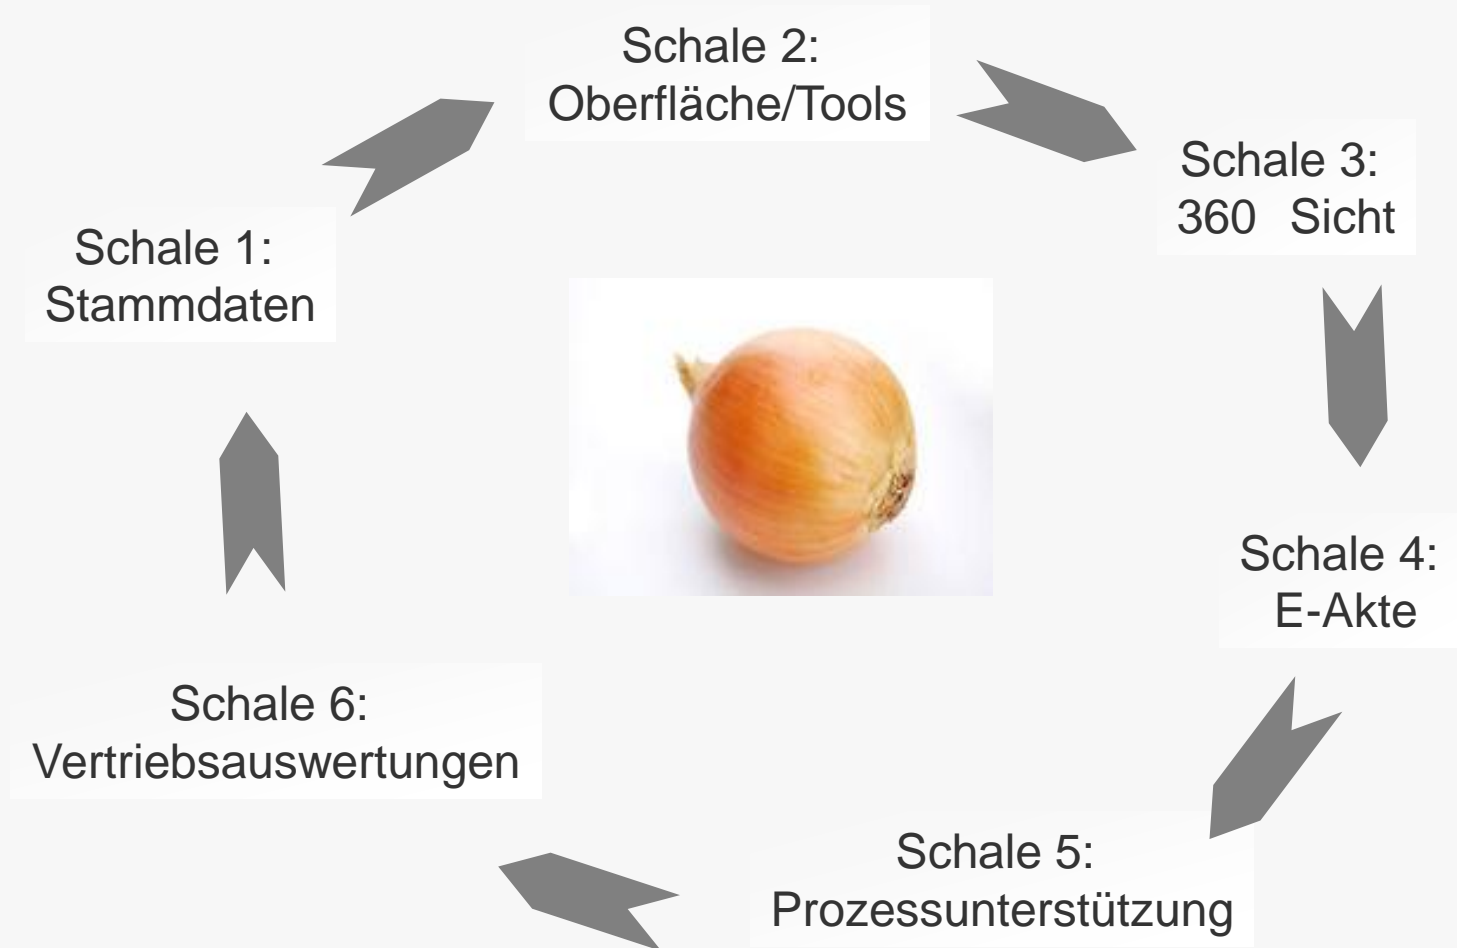 Schale 1:
Stammdaten
Schale 2:
Oberfläche/Tools
Schale 3:
360 Sicht
Schale 4:
E-Akte
Schale 5:
Prozessunterstützung
Schale 6:
Vertriebsauswertungen